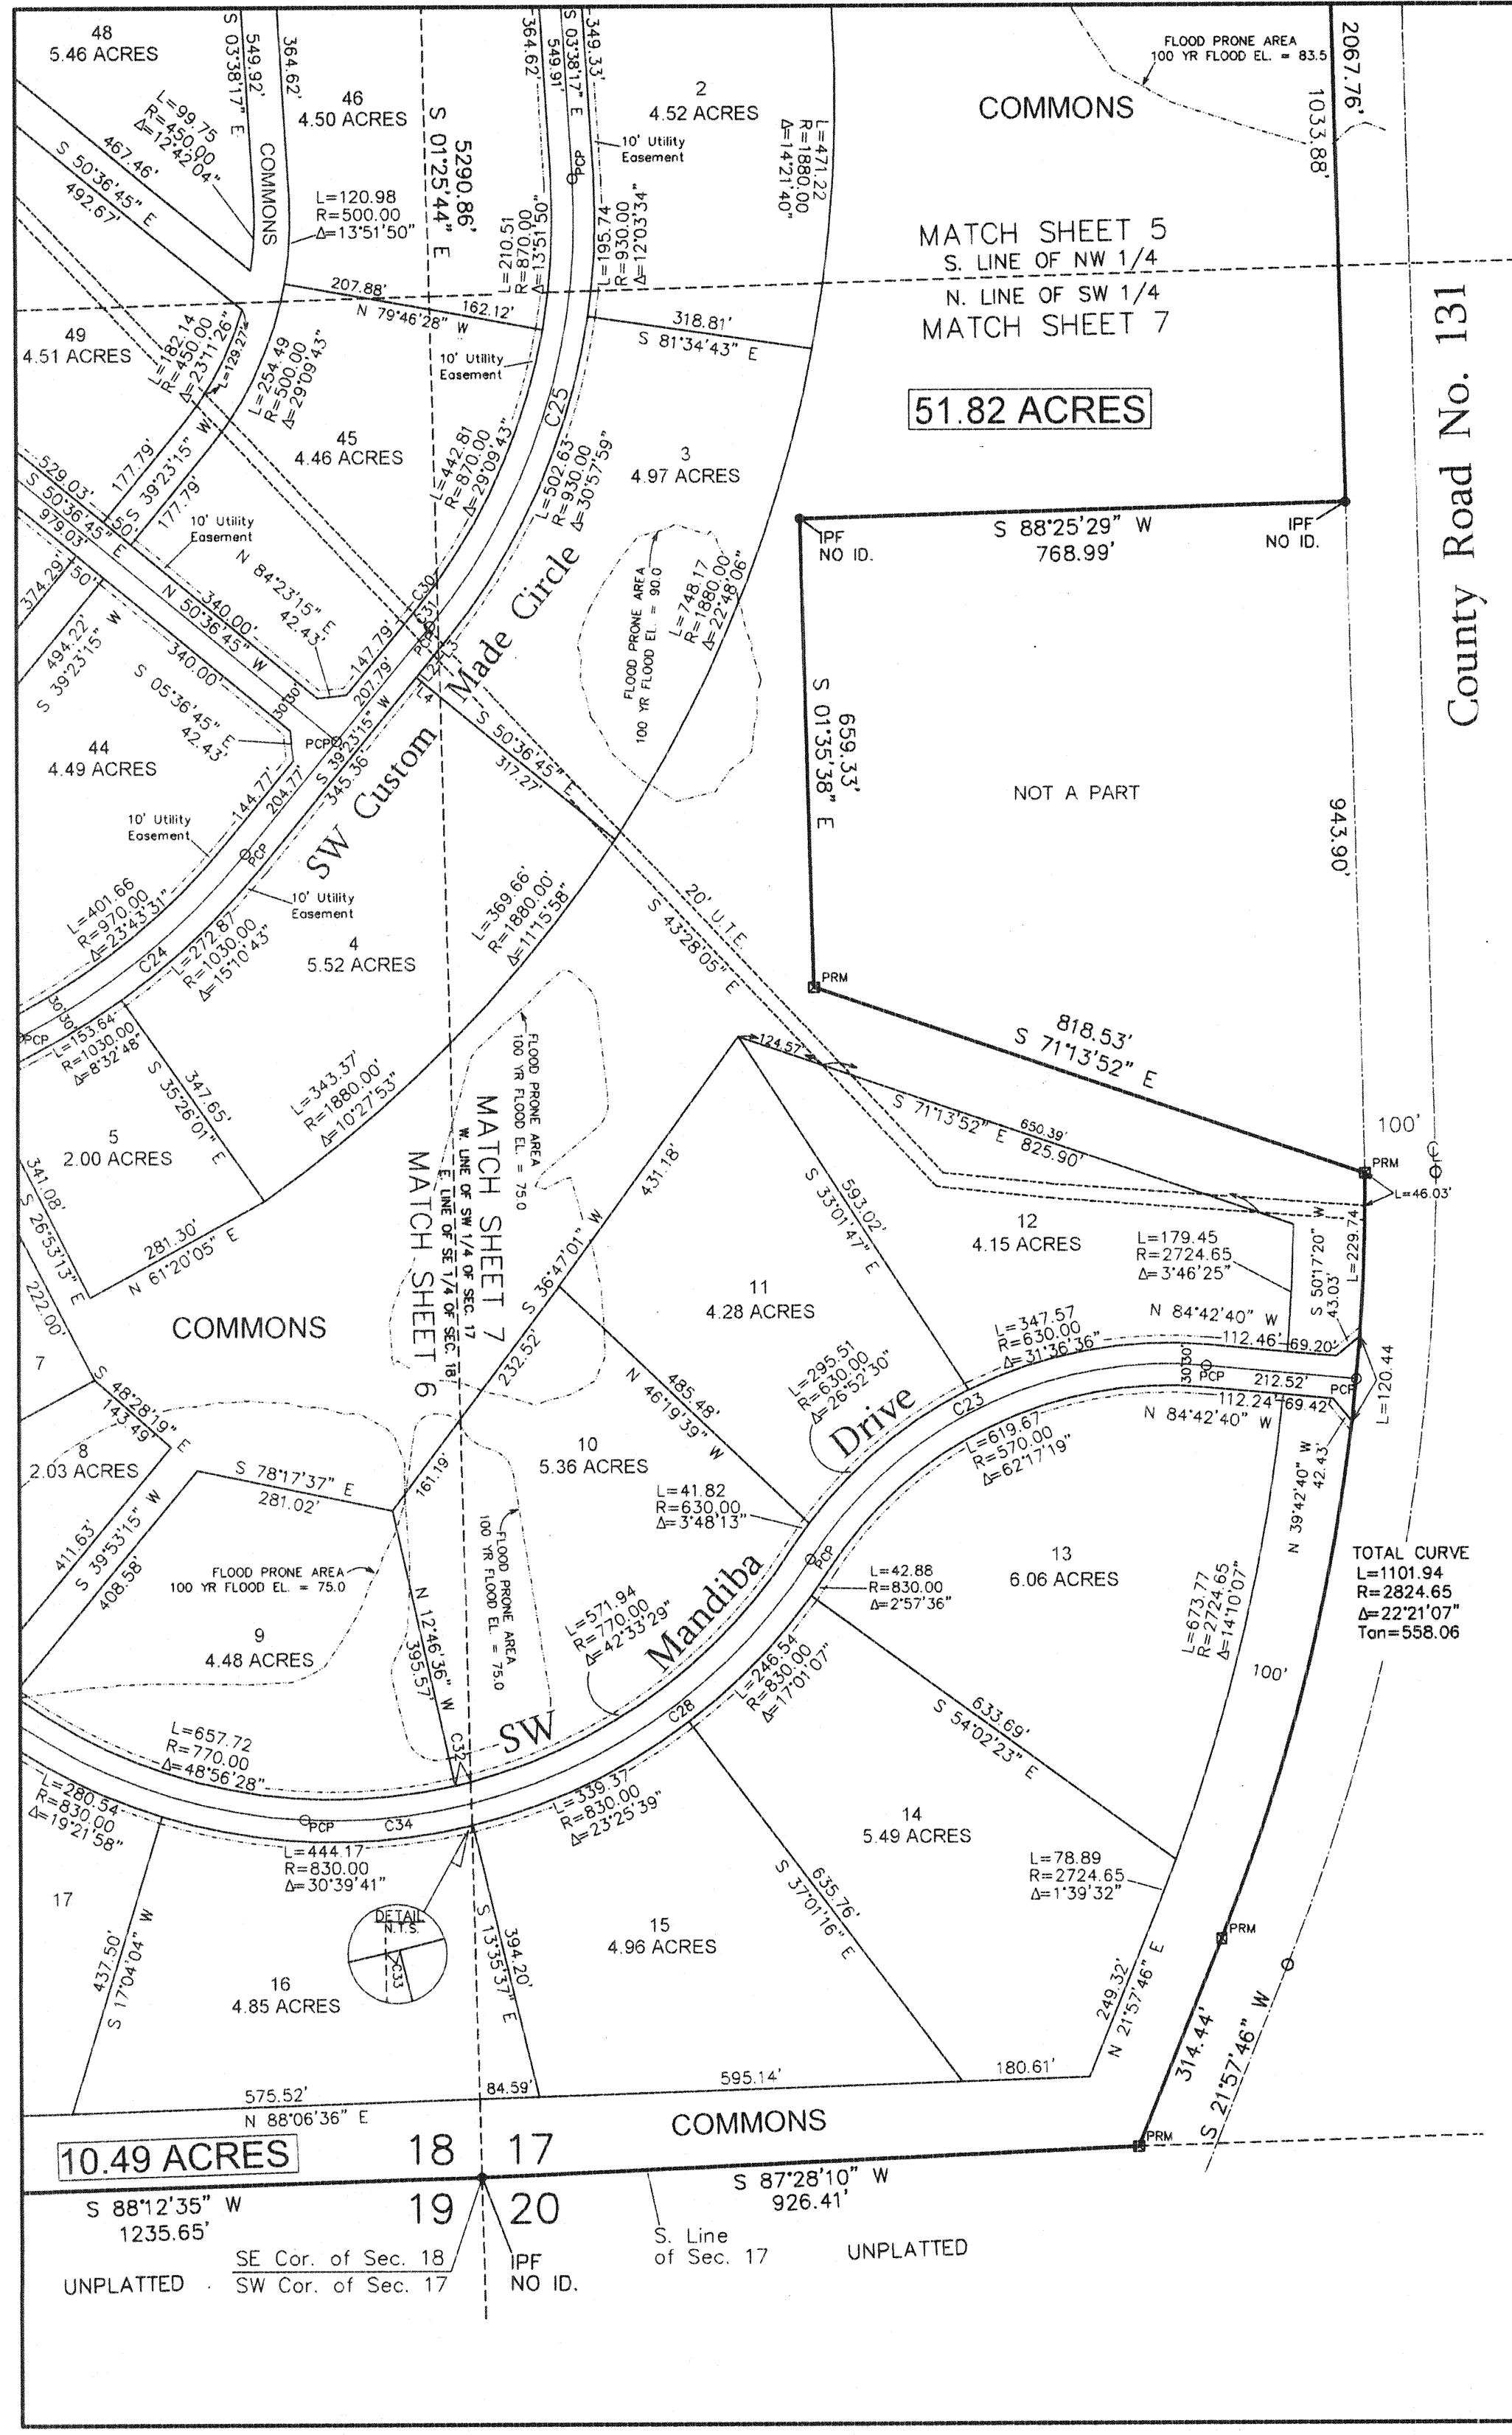 48
5.46 ACRES
S 03°38'17" E
549.92'
364.62'
L=99.75
R=450.00
Δ=12°42'04"
467.46'
S 50°36'45" E
492.67'
COMMONS
46
4.50 ACRES
L=120.98
R=500.00
Δ=13°51'50"
5290.86'
S 01°25'44" E
364.62'
549.91'
S 03°38'17" E
349.33'
2
4.52 ACRES
10' Utility
Easement
PCP
L=210.51
R=870.00
Δ=13°51'50"
L=195.74
R=930.00
Δ=12°03'34"
L=471.22
R=1880.00
Δ=14°21'40"
COMMONS
FLOOD PRONE AREA
100 YR FLOOD EL. = 83.5
2067.76'
1033.88'
MATCH SHEET 5
S. LINE OF NW 1/4
N. LINE OF SW 1/4
MATCH SHEET 7
51.82 ACRES
County Road No. 131
207.88'
162.12'
N 79°46'28" W
318.81'
S 81°34'43" E
49
4.51 ACRES
L=182.14
R=450.00
Δ=23°11'26"
L=129.27
L=254.49
R=500.00
Δ=29°09'43"
10' Utility
Easement
C25
45
4.46 ACRES
L=442.81
R=870.00
Δ=29°09'43"
L=502.63
R=930.00
Δ=30°57'59"
3
4.97 ACRES
177.79'
S 39°23'15" W
177.79'
529.03'
S 50°36'45" E
979.03'
50'
50'
10' Utility
Easement
N 84°23'15" E
42.43'
340.00'
N 50°36'45" W
340.00'
374.29'
494.22'
S 39°23'15" W
S 05°36'45" E
42.43'
147.79'
207.79'
C30
C31
PCP
L2
L3
L4
30'30'
PCP
S 39°23'15" W
345.36'
SW Custom Made Circle
S 50°36'45" E
317.27'
FLOOD PRONE AREA
100 YR FLOOD EL. = 90.0
L=748.17
R=1880.00'
Δ=22°48'06"
IPF
NO ID.
S 88°25'29" W
768.99'
IPF
NO ID.
659.33'
S 01°35'38" E
NOT A PART
943.90'
44
4.49 ACRES
144.77'
204.77'
10' Utility
Easement
PCP
10' Utility
Easement
L=401.66
R=970.00
Δ=23°43'31"
C24
L=272.87
R=1030.00
Δ=15°10'43"
4
5.52 ACRES
L=369.66'
R=1880.00'
Δ=11°15'58"
20' U.T.E.
S 43°28'05" E
PRM
818.53'
S 71°13'52" E
30'30'
PCP
L=153.64
R=1030.00
Δ=8°32'48"
347.65'
S 35°26'01" E
L=343.37'
R=1880.00'
Δ=10°27'53"
FLOOD PRONE AREA
100 YR FLOOD EL. = 75.0
124.57'
S 71°13'52" E
650.39'
825.90'
100'
PRM
L=46.03'
5
2.00 ACRES
341.08'
S 26°53'13" E
222.00'
281.30'
N 61°20'05" E
MATCH SHEET 7
W. LINE OF SW 1/4 OF SEC. 17
E. LINE OF SE 1/4 OF SEC. 18
MATCH SHEET 6
431.18'
S 36°47'01" W
232.52'
161.19'
593.02'
S 33°01'47" E
12
4.15 ACRES
L=179.45
R=2724.65
Δ=3°46'25"
S 50°17'20" W
43.03'
L=229.74
11
4.28 ACRES
L=347.57
R=630.00
Δ=31°36'36"
N 84°42'40" W
112.46'
69.20'
COMMONS
7
S 48°28'19" E
143.49'
8
2.03 ACRES
S 78°17'37" E
281.02'
10
5.36 ACRES
485.48'
N 46°19'39" W
L=295.51
R=630.00
Δ=26°52'30"
C23
30'30'
PCP
212.52'
PCP
112.24'
69.42'
N 84°42'40" W
L=120.44
L=619.67
R=570.00
Δ=62°17'19"
N 39°42'40" W
42.43'
L=41.82
R=630.00
Δ=3°48'13"
411.63'
S 39°53'15" W
408.58'
FLOOD PRONE AREA
100 YR FLOOD EL. = 75.0
FLOOD PRONE AREA
100 YR FLOOD EL. = 75.0
9
4.48 ACRES
N 12°46'36" W
395.57'
C32
L=571.94
R=770.00
Δ=42°33'29"
SW Mandiba Drive
PCP
L=42.88
R=830.00
Δ=2°57'36"
13
6.06 ACRES
L=673.77
R=2724.65
Δ=14°10'07"
100'
TOTAL CURVE
L=1101.94
R=2824.65
Δ=22°21'07"
Tan=558.06
L=246.54
R=830.00
Δ=17°01'07"
C28
633.69'
S 54°02'23" E
L=657.72
R=770.00
Δ=48°56'28"
L=280.54
R=830.00
Δ=19°21'58"
PCP
C34
L=444.17
R=830.00
Δ=30°39'41"
L=339.37
R=830.00
Δ=23°25'39"
14
5.49 ACRES
L=78.89
R=2724.65
Δ=1°39'32"
17
437.50'
S 17°04'04" W
DETAIL
N.T.S.
C33
16
4.85 ACRES
394.20'
S 13°35'37" E
15
4.96 ACRES
635.76'
S 37°01'16" E
PRM
249.32'
N 21°57'46" E
314.44'
S 21°57'46" W
575.52'
N 88°06'36" E
84.59'
595.14'
180.61'
COMMONS
PRM
10.49 ACRES
18 17
19 20
S 88°12'35" W
1235.65'
S 87°28'10" W
926.41'
SE Cor. of Sec. 18
SW Cor. of Sec. 17
IPF
NO ID.
S. Line
of Sec. 17
UNPLATTED
UNPLATTED